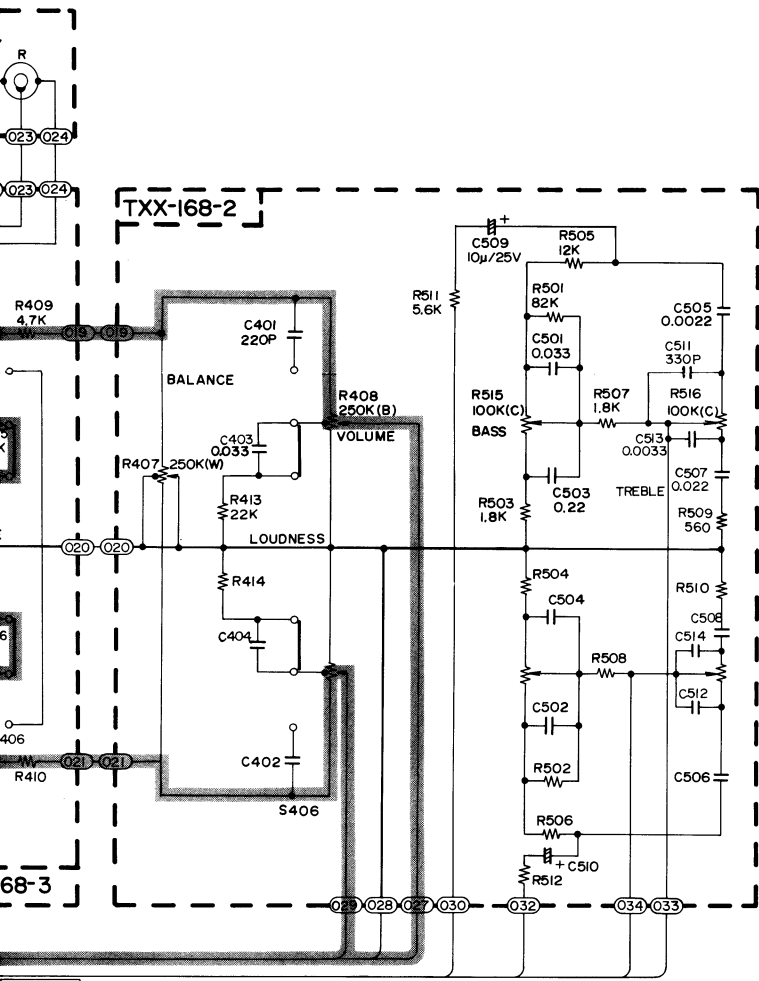 R
023
024
023
024
TXX-168-2
C509
+
10µ/25V
R505
12K
R511
5.6K
R501
82K
C505
0.0022
R409
4.7K
C401
220P
C501
0.033
C511
330P
019
019
BALANCE
R408
250K(B)
VOLUME
R515
100K(C)
BASS
R507
1.8K
R516
100K(C)
C403
0.033
C513
0.0033
R407
250K(W)
C503
0.22
C507
0.022
TREBLE
R413
22K
R503
1.8K
R509
560
K
LOUDNESS
020
020
R414
R504
R510
C504
C508
C404
C514
R508
6
C512
C502
406
C402
R502
C506
R410
021
021
S406
R506
+
C510
R512
68-3
029
028
027
030
032
034
033